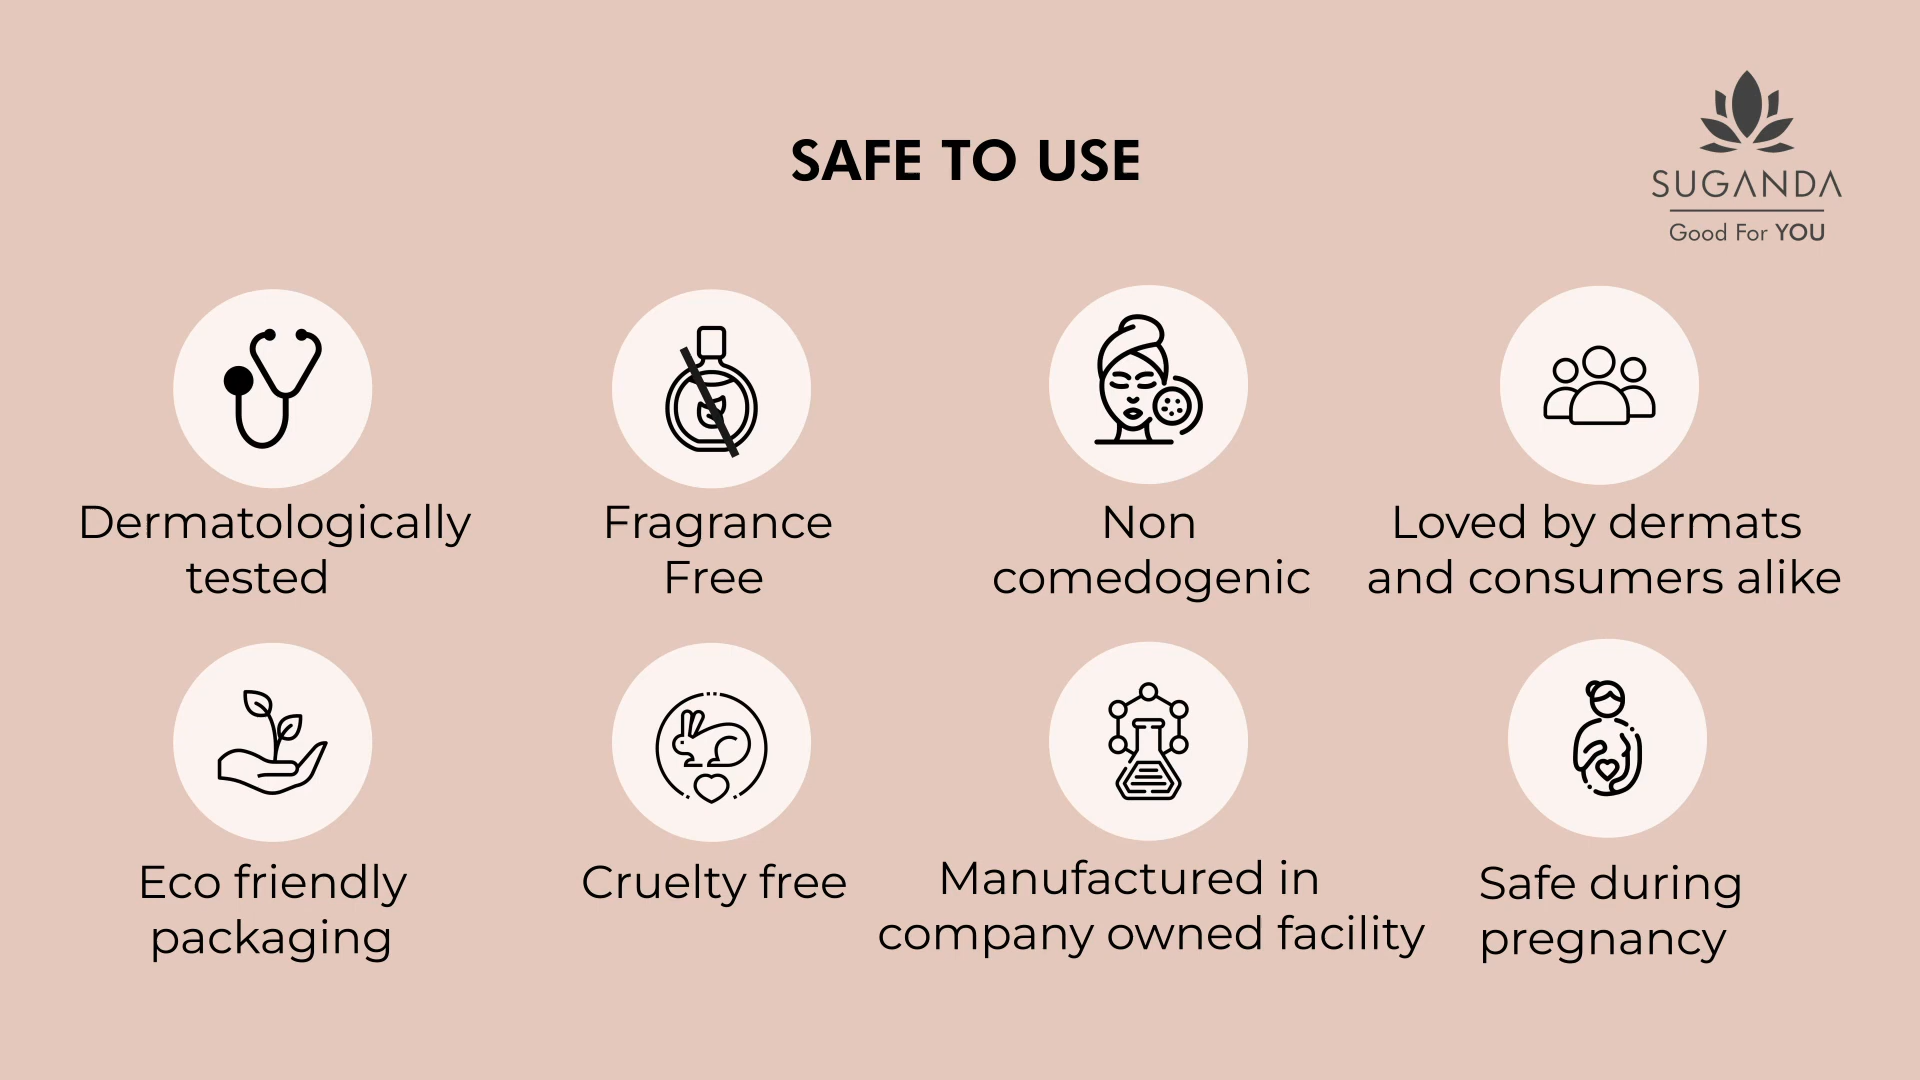 SAFE TO USE
SUGANDA
Good For YOU
Dermatologically
tested
Fragrance
Free
Non
comedogenic
Loved by dermats
and consumers alike
Eco friendly
packaging
Cruelty free
Manufactured in
company owned facility
Safe during
pregnancy